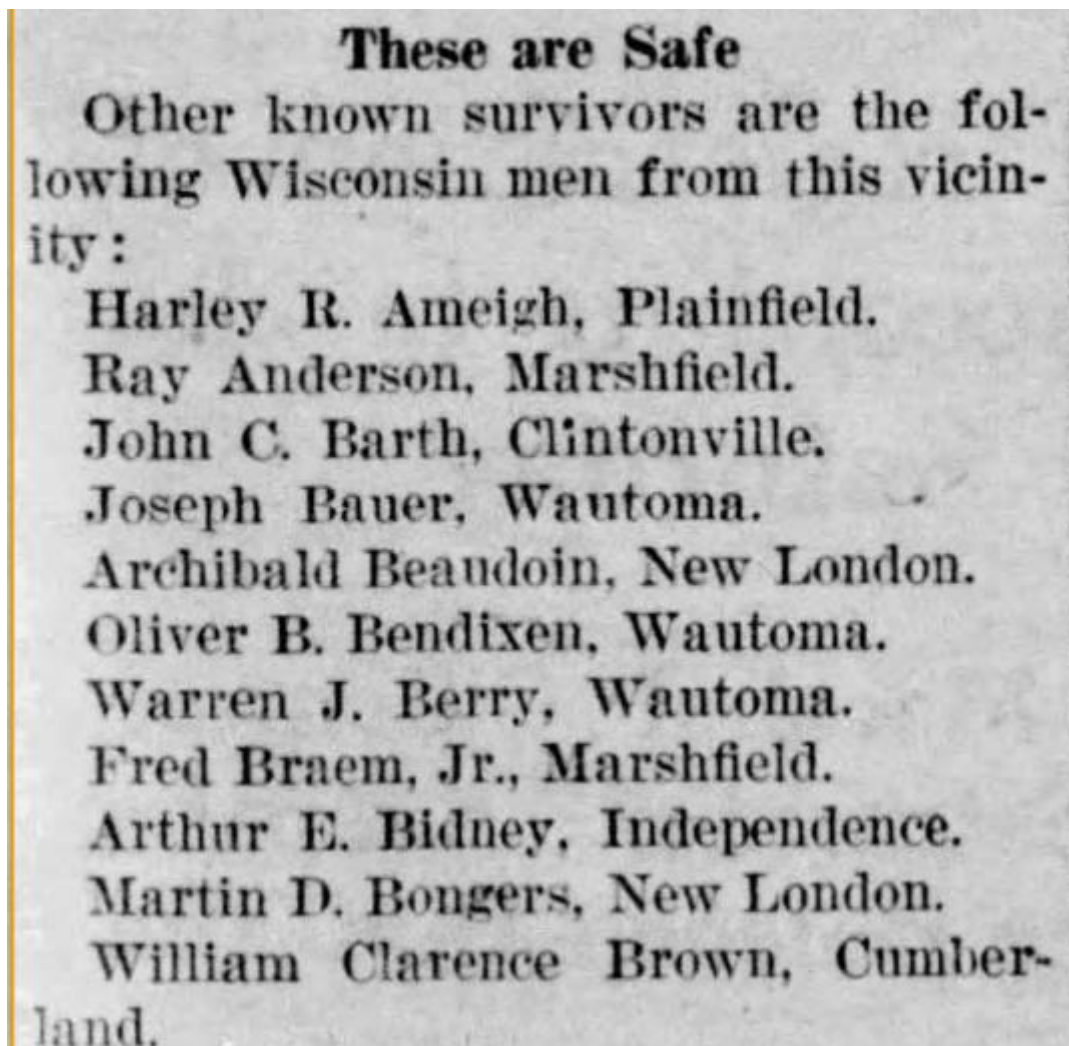 These are Safe
Other known survivors are the fol-
lowing Wisconsin men from this vicin-
ity:
Harley R. Ameigh, Plainfield.
Ray Anderson, Marshfield.
John C. Barth, Clintonville.
Joseph Bauer, Wautoma.
Archibald Beaudoin, New London.
Oliver B. Bendixen, Wautoma.
Warren J. Berry, Wautoma.
Fred Braem, Jr., Marshfield.
Arthur E. Bidney, Independence.
Martin D. Bongers, New London.
William Clarence Brown, Cumber-
land.